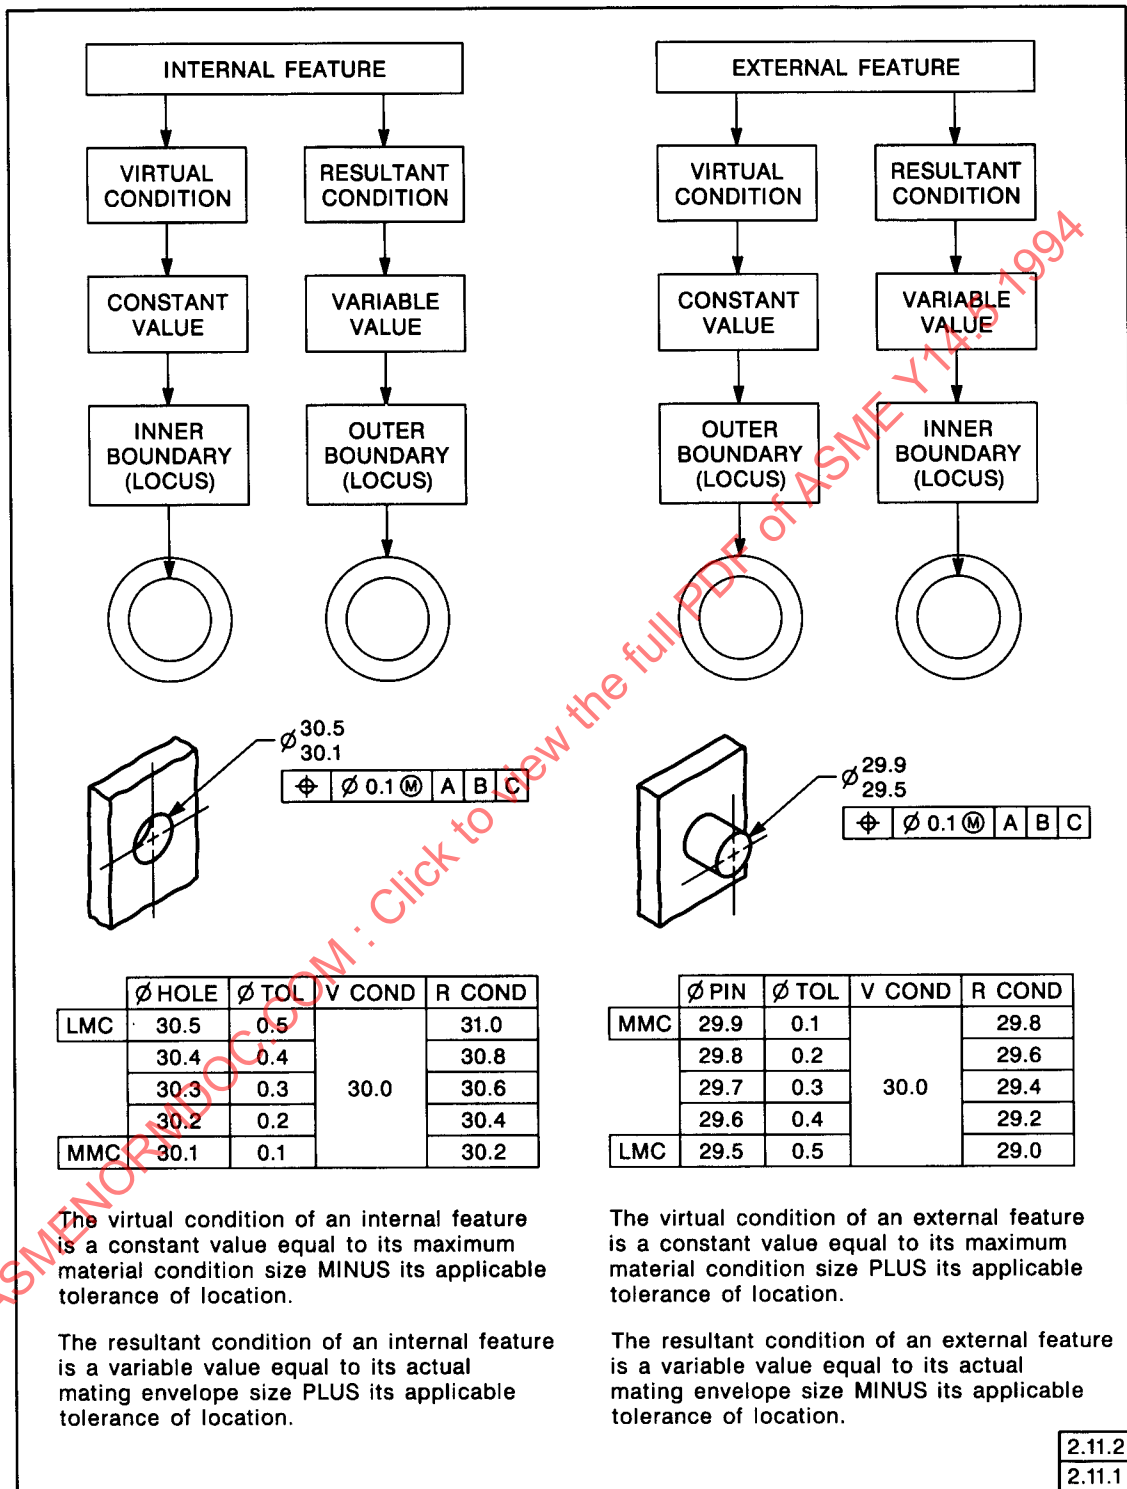 INTERNAL FEATURE
VIRTUAL
CONDITION
RESULTANT
CONDITION
CONSTANT
VALUE
VARIABLE
VALUE
INNER
BOUNDARY
(LOCUS)
OUTER
BOUNDARY
(LOCUS)
EXTERNAL FEATURE
VIRTUAL
CONDITION
RESULTANT
CONDITION
CONSTANT
VALUE
VARIABLE
VALUE
OUTER
BOUNDARY
(LOCUS)
INNER
BOUNDARY
(LOCUS)
Ø 30.5
30.1
⌖ Ø 0.1 Ⓜ A B C
Ø 29.9
29.5
⌖ Ø 0.1 Ⓜ A B C
Ø HOLE Ø TOL V COND R COND
LMC 30.5 0.5 31.0
30.4 0.4 30.8
30.3 0.3 30.0 30.6
30.2 0.2 30.4
MMC 30.1 0.1 30.2
Ø PIN Ø TOL V COND R COND
MMC 29.9 0.1 29.8
29.8 0.2 29.6
29.7 0.3 30.0 29.4
29.6 0.4 29.2
LMC 29.5 0.5 29.0
The virtual condition of an internal feature
is a constant value equal to its maximum
material condition size MINUS its applicable
tolerance of location.
The resultant condition of an internal feature
is a variable value equal to its actual
mating envelope size PLUS its applicable
tolerance of location.
The virtual condition of an external feature
is a constant value equal to its maximum
material condition size PLUS its applicable
tolerance of location.
The resultant condition of an external feature
is a variable value equal to its actual
mating envelope size MINUS its applicable
tolerance of location.
2.11.2
2.11.1
ASMENORMDOC.COM : Click to view the full PDF of ASME Y14.5 1994